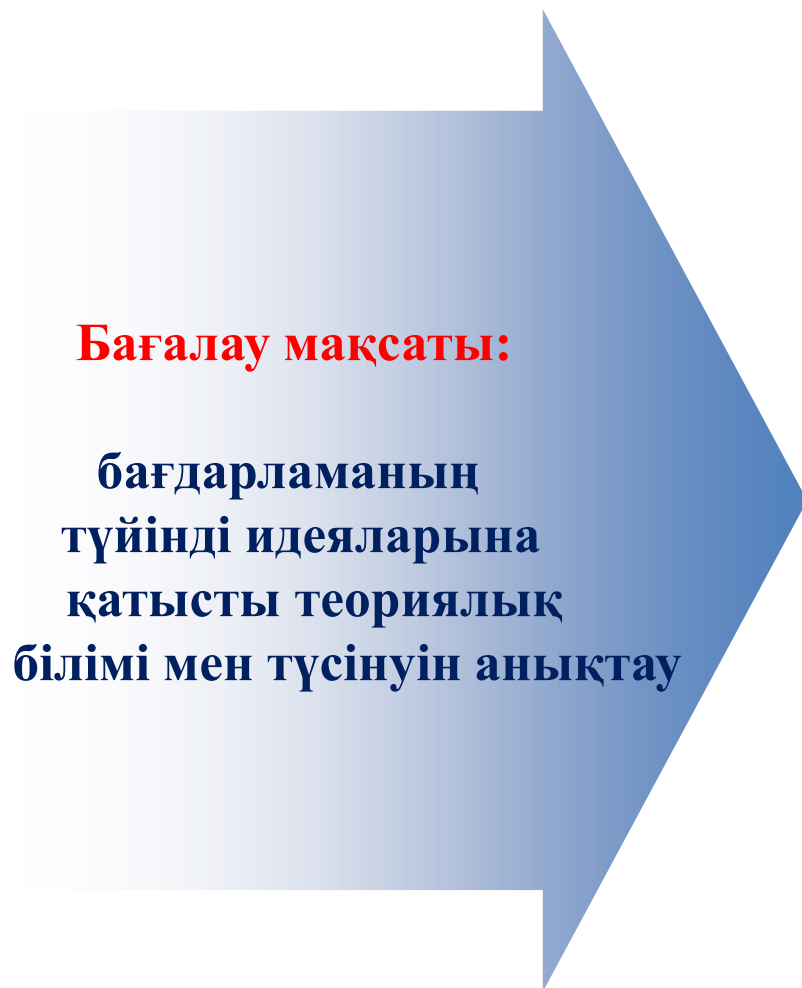 Бағалау мақсаты:
бағдарламаның
түйінді идеяларына
қатысты теориялық
білімі мен түсінуін анықтау